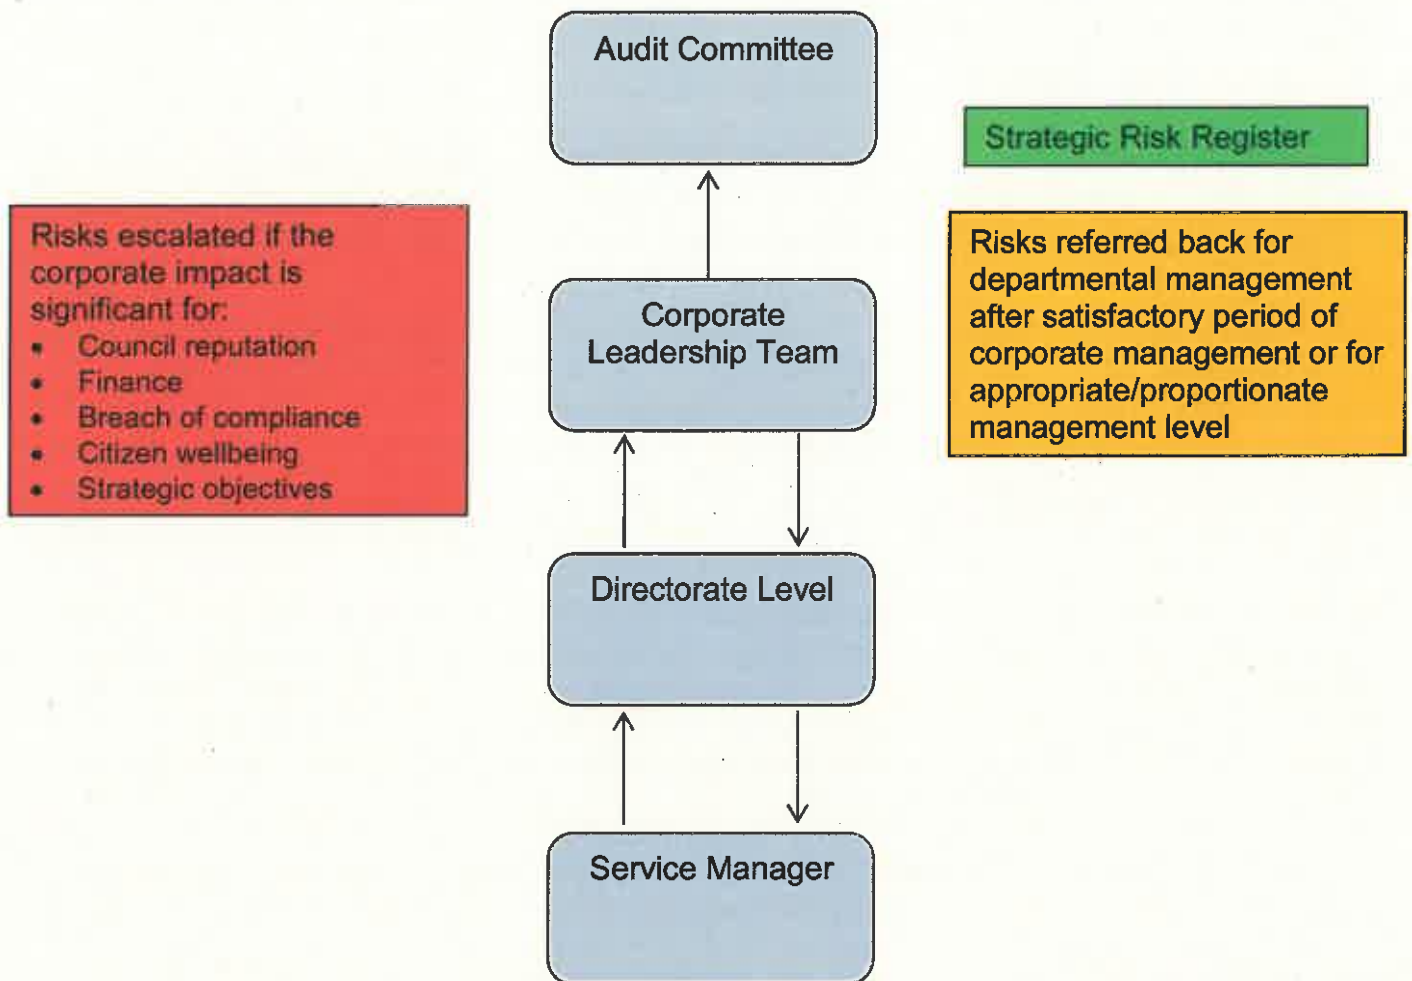 Audit Committee
Strategic Risk Register
Risks escalated if the
corporate impact is
significant for:
• Council reputation
• Finance
• Breach of compliance
• Citizen wellbeing
• Strategic objectives
Risks referred back for
departmental management
after satisfactory period of
corporate management or for
appropriate/proportionate
management level
Corporate
Leadership Team
Directorate Level
Service Manager